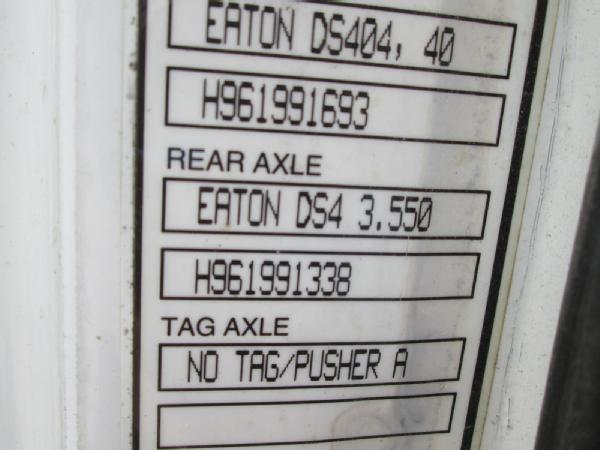 EATON DS404, 40
H961991693
REAR AXLE
EATON DS4 3.550
H961991338
TAG AXLE
NO TAG/PUSHER A